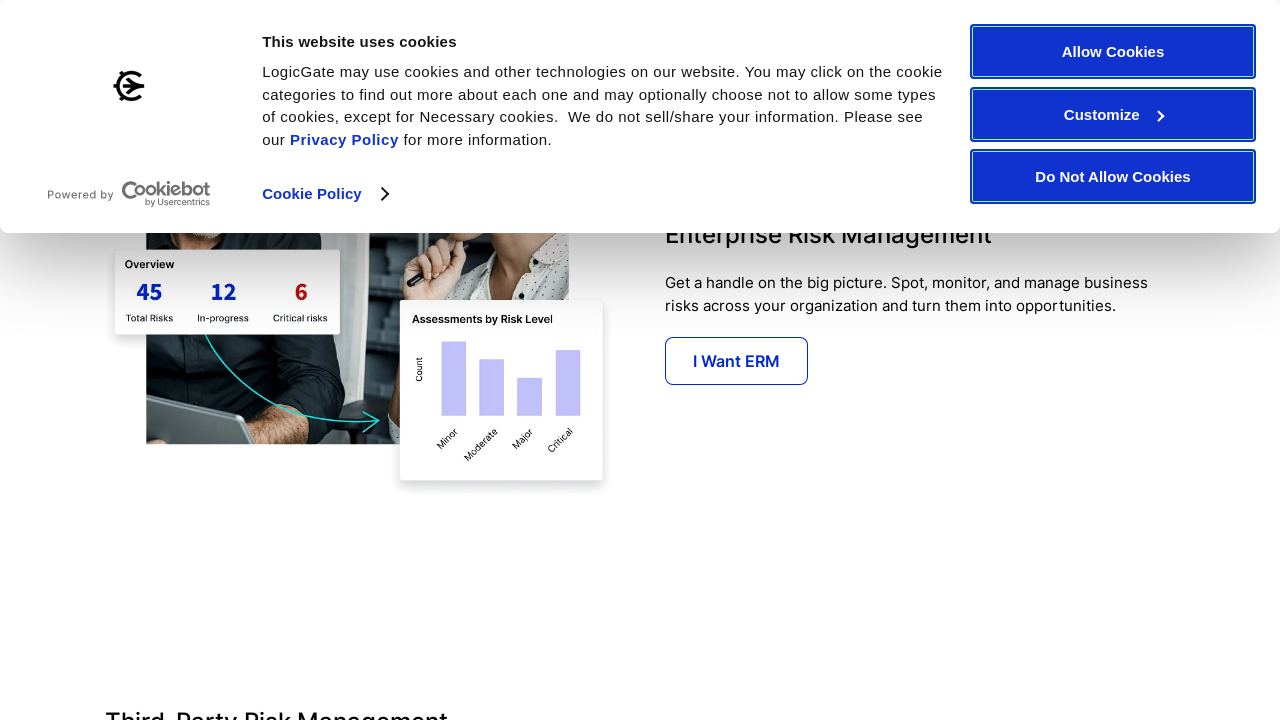 This website uses cookies
LogicGate may use cookies and other technologies on our website. You may click on the cookie
categories to find out more about each one and may optionally choose not to allow some types
of cookies, except for Necessary cookies.  We do not sell/share your information. Please see
our Privacy Policy for more information.
Powered by Cookiebot
by Usercentrics
Cookie Policy
Allow Cookies
Customize
Do Not Allow Cookies
Overview
45 12 6
Total Risks In-progress Critical risks
Assessments by Risk Level
Count
Minor Moderate Major Critical
Enterprise Risk Management
Get a handle on the big picture. Spot, monitor, and manage business
risks across your organization and turn them into opportunities.
I Want ERM
Third-Party Risk Management